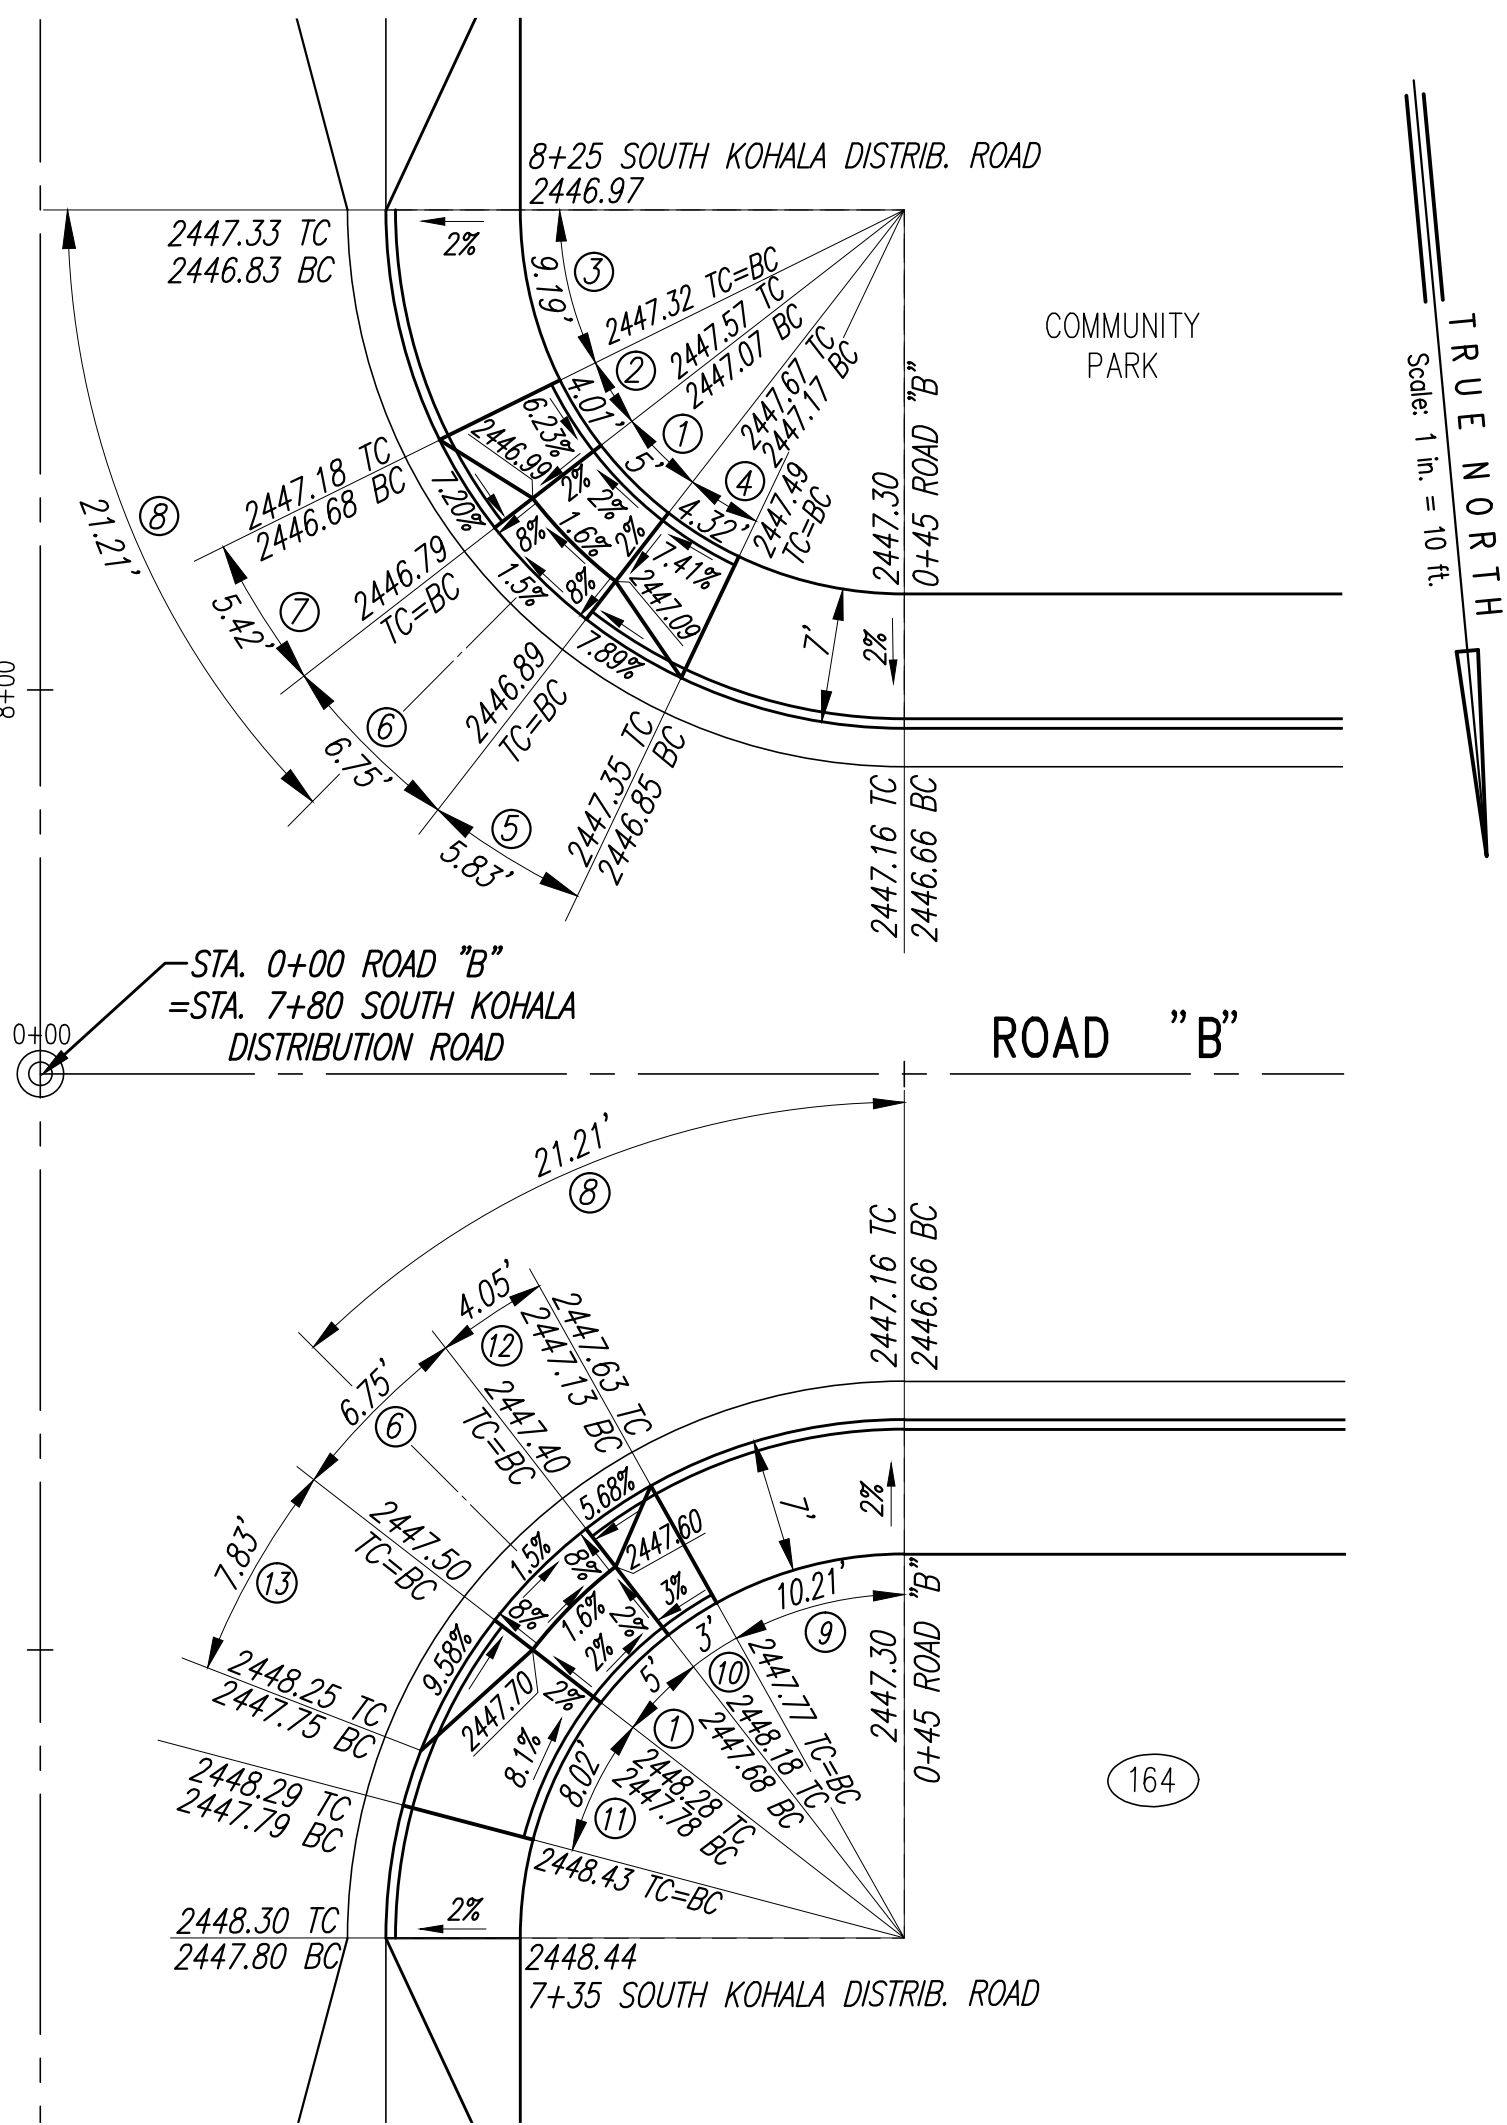 8+25 SOUTH KOHALA DISTRIB. ROAD
2446.97
2447.33 TC
2446.83 BC
2%
9.19'
3
2447.32 TC=BC
2
4.01'
2447.57 TC
2447.07 BC
1
5'
2447.67 TC
2447.17 BC
4
4.32'
2447.49
TC=BC
2447.30
0+45 ROAD "B"
COMMUNITY
PARK
TRUE NORTH
Scale: 1 in. = 10 ft.
6.23%
2446.99
7.20%
2%
2%
2%
8%
1.6%
8%
1.5%
7.41%
2447.09
7.89%
7'
2%
21.21'
8
2447.18 TC
2446.68 BC
5.42'
7
2446.79
TC=BC
6
6.75'
2446.89
TC=BC
5
5.83'
2447.35 TC
2446.85 BC
2447.16 TC
2446.66 BC
8+00
STA. 0+00 ROAD "B"
=STA. 7+80 SOUTH KOHALA
DISTRIBUTION ROAD
0+00
ROAD "B"
21.21'
8
4.05'
12
2447.63 TC
2447.13 BC
2447.16 TC
2446.66 BC
6.75'
6
2447.40
TC=BC
7.83'
13
2447.50
TC=BC
5.68%
1.5%
8%
2447.60
8%
1.6%
2%
2%
3%
7'
2%
9.58%
2447.70
2%
8.1%
10.21'
9
3'
10
5'
1
8.02'
11
2447.77 TC=BC
2448.18 TC
2447.68 BC
2448.28 TC
2447.78 BC
2447.30
0+45 ROAD "B"
164
2448.25 TC
2447.75 BC
2448.29 TC
2447.79 BC
2448.43 TC=BC
2448.30 TC
2447.80 BC
2%
2448.44
7+35 SOUTH KOHALA DISTRIB. ROAD